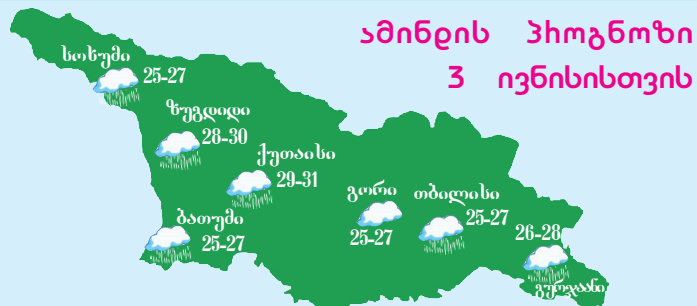 ამინდის პროგნოზი
3 ივნისისთვის
სოხუმი
25-27
ზუგდიდი
28-30
ქუთაისი
29-31
გორი
25-27
თბილისი
25-27
ბათუმი
25-27
26-28
გურჯაანი